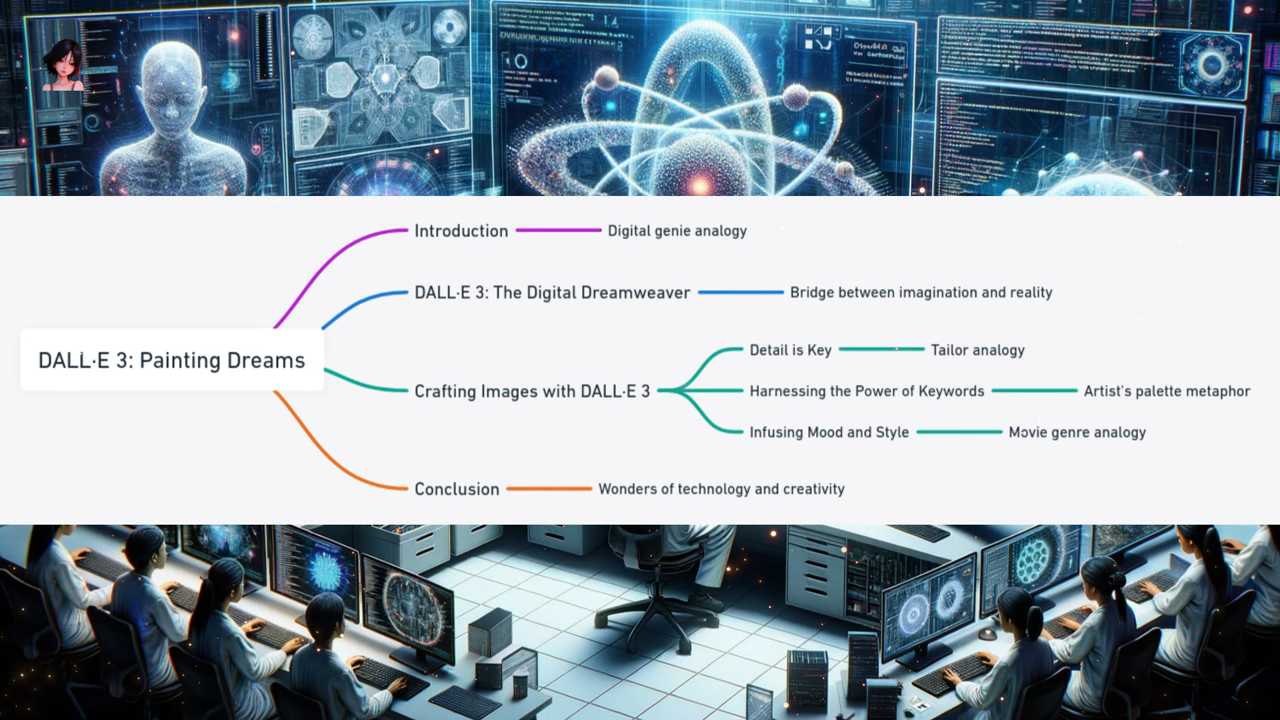 Introduction
Digital genie analogy
DALL·E 3: The Digital Dreamweaver
Bridge between imagination and reality
DALL·E 3: Painting Dreams
Crafting Images with DALL·E 3
Detail is Key
Tailor analogy
Harnessing the Power of Keywords
Artist's palette metaphor
Infusing Mood and Style
Movie genre analogy
Conclusion
Wonders of technology and creativity